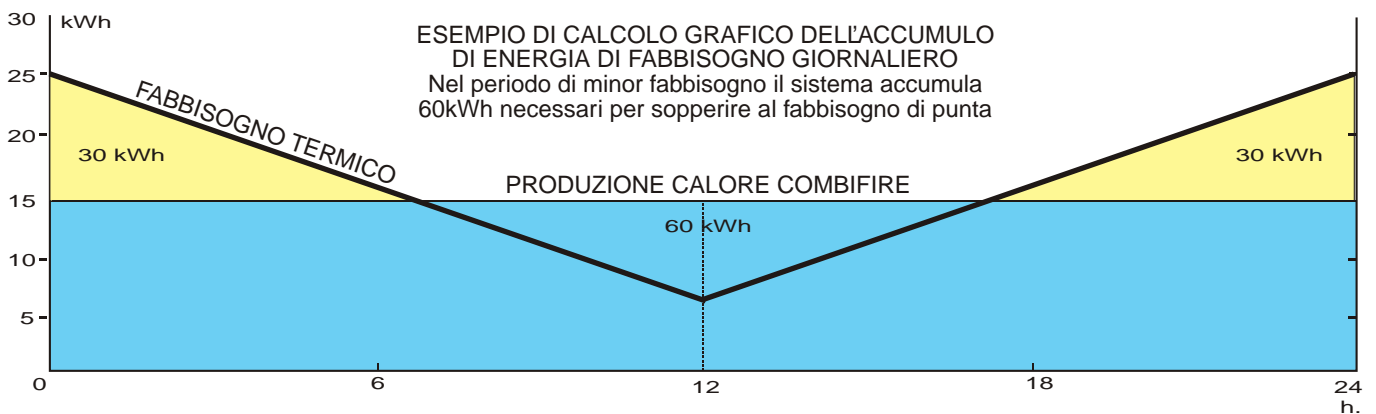 30 kWh
ESEMPIO DI CALCOLO GRAFICO DELL'ACCUMULO
DI ENERGIA DI FABBISOGNO GIORNALIERO
Nel periodo di minor fabbisogno il sistema accumula
60kWh necessari per sopperire al fabbisogno di punta
25
FABBISOGNO TERMICO
20
30 kWh
30 kWh
PRODUZIONE CALORE COMBIFIRE
15
60 kWh
10
5
0 6 12 18 24
h.